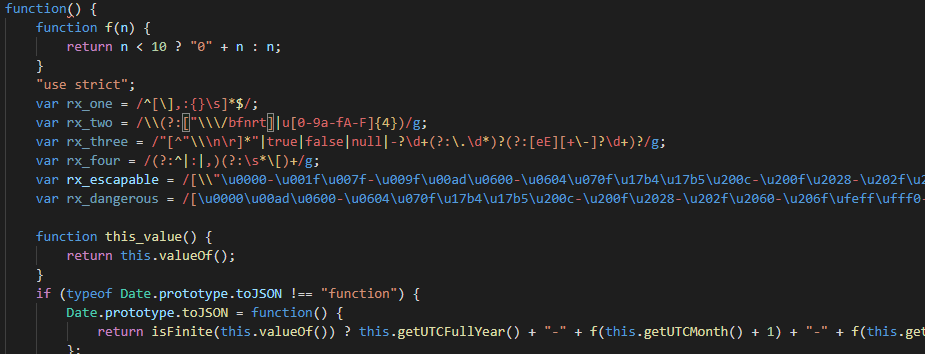 function() {
    function f(n) {
        return n < 10 ? "0" + n : n;
    }
    "use strict";
    var rx_one = /^[\],:{}\s]*$/;
    var rx_two = /\\(?:["\\\/bfnrt]|u[0-9a-fA-F]{4})/g;
    var rx_three = /"[^"\\\n\r]*"|true|false|null|-?\d+(?:\.\d*)?(?:[eE][+\-]?\d+)?/g;
    var rx_four = /(?:^|:|,)(?:\s*\[)+/g;
    var rx_escapable = /[\\"\u0000-\u001f\u007f-\u009f\u00ad\u0600-\u0604\u070f\u17b4\u17b5\u200c-\u200f\u2028-\u202f\u2
    var rx_dangerous = /[\u0000\u00ad\u0600-\u0604\u070f\u17b4\u17b5\u200c-\u200f\u2028-\u202f\u2060-\u206f\ufeff\ufff0-
    function this_value() {
        return this.valueOf();
    }
    if (typeof Date.prototype.toJSON !== "function") {
        Date.prototype.toJSON = function() {
            return isFinite(this.valueOf()) ? this.getUTCFullYear() + "-" + f(this.getUTCMonth() + 1) + "-" + f(this.get
        };